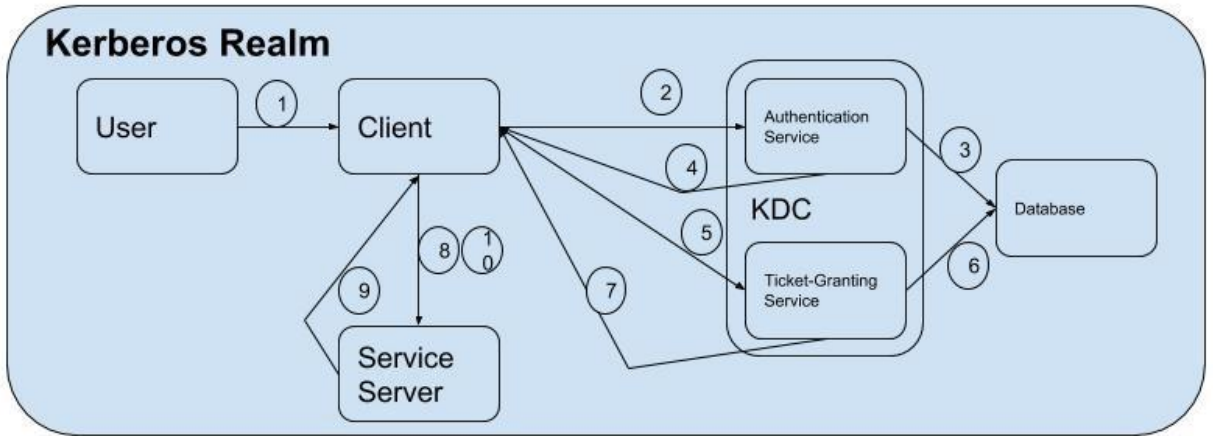 Kerberos Realm
User
1
Client
2
Authentication
Service
3
4
KDC
Database
5
8
1
0
6
Ticket-Granting
Service
9
7
Service
Server